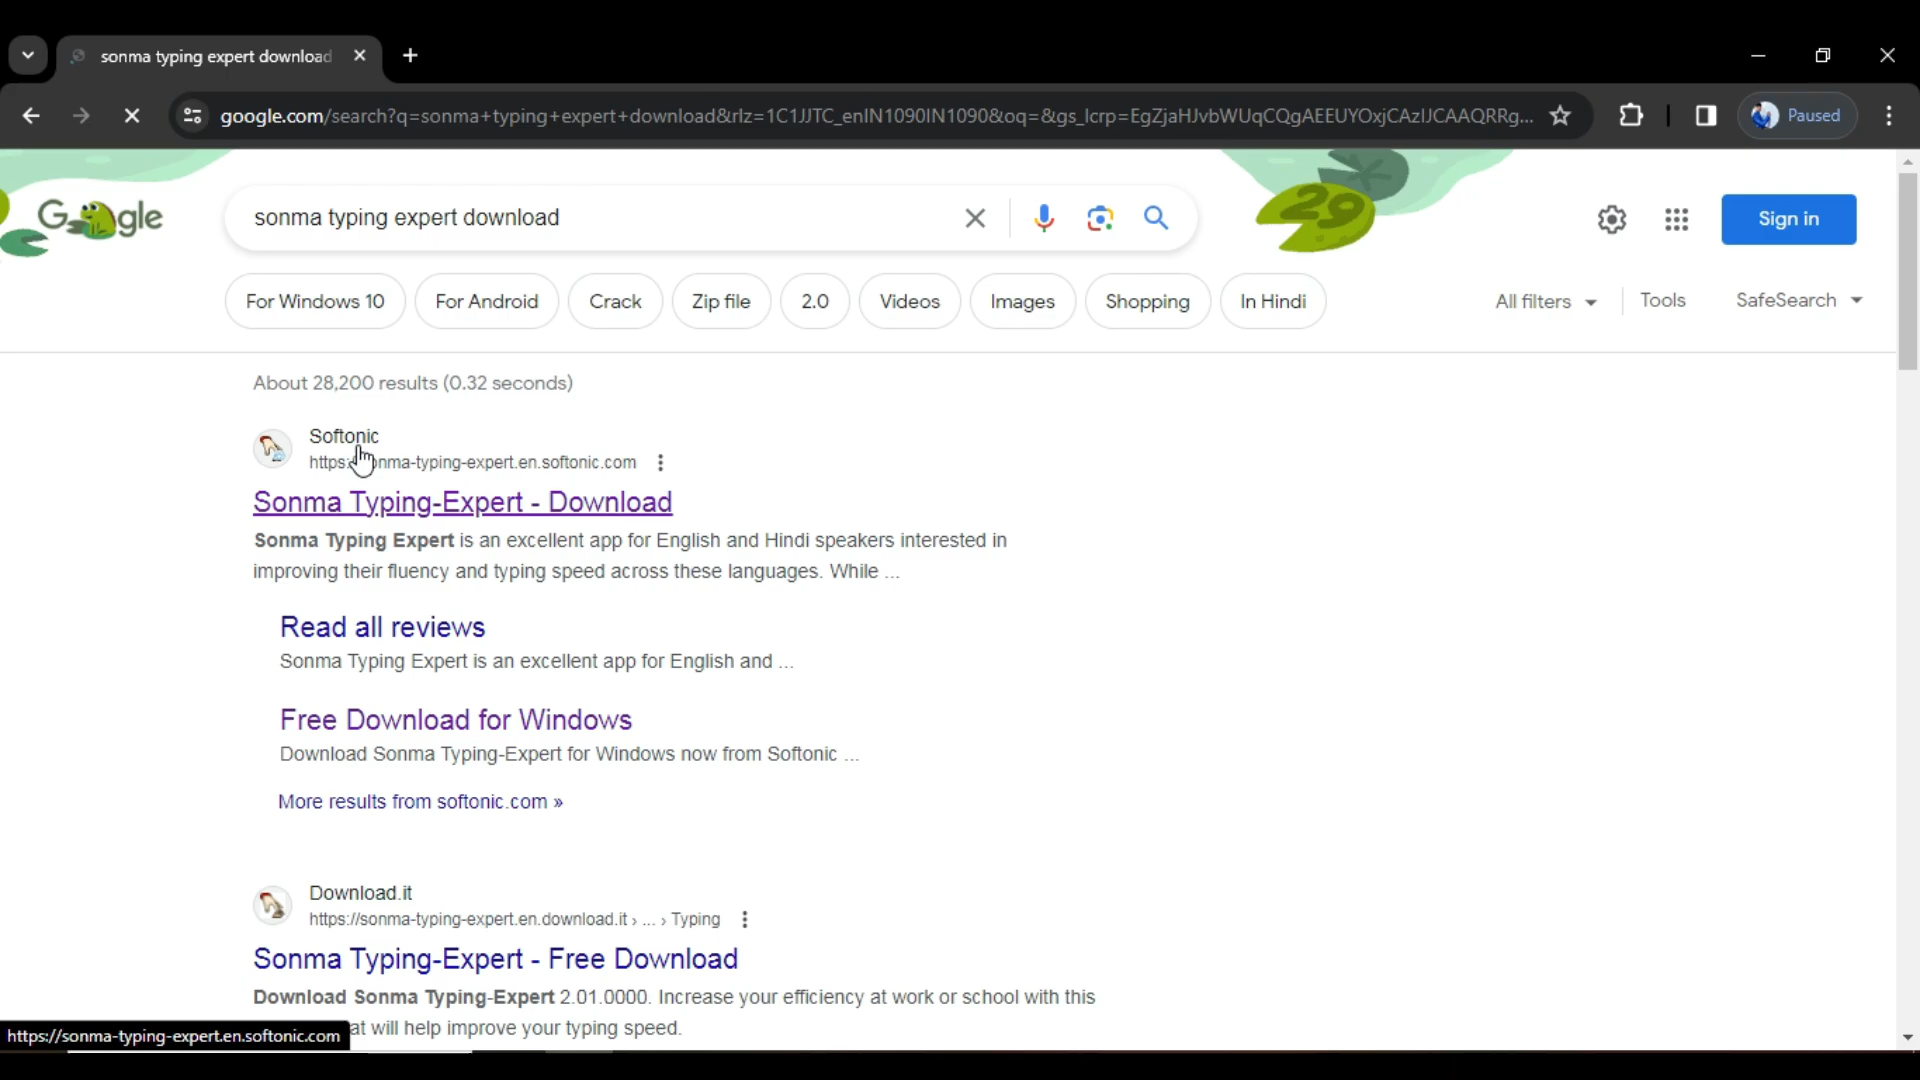 sonma typing expert download
google.com/search?q=sonma+typing+expert+download&rlz=1C1JJTC_enIN1090IN1090&oq=&gs_lcrp=EgZjaHJvbWUqCQgAEEUYOxjCAzIJCAAQRRg...
Paused
Google
sonma typing expert download
29
Sign in
For Windows 10
For Android
Crack
Zip file
2.0
Videos
Images
Shopping
In Hindi
All filters
Tools
SafeSearch
About 28,200 results (0.32 seconds)
Softonic
https: onma-typing-expert.en.softonic.com
Sonma Typing-Expert - Download
Sonma Typing Expert is an excellent app for English and Hindi speakers interested in
improving their fluency and typing speed across these languages. While ...
Read all reviews
Sonma Typing Expert is an excellent app for English and ...
Free Download for Windows
Download Sonma Typing-Expert for Windows now from Softonic ...
More results from softonic.com »
Download.it
https://sonma-typing-expert.en.download.it › ... › Typing
Sonma Typing-Expert - Free Download
Download Sonma Typing-Expert 2.01.0000. Increase your efficiency at work or school with this
at will help improve your typing speed.
https://sonma-typing-expert.en.softonic.com